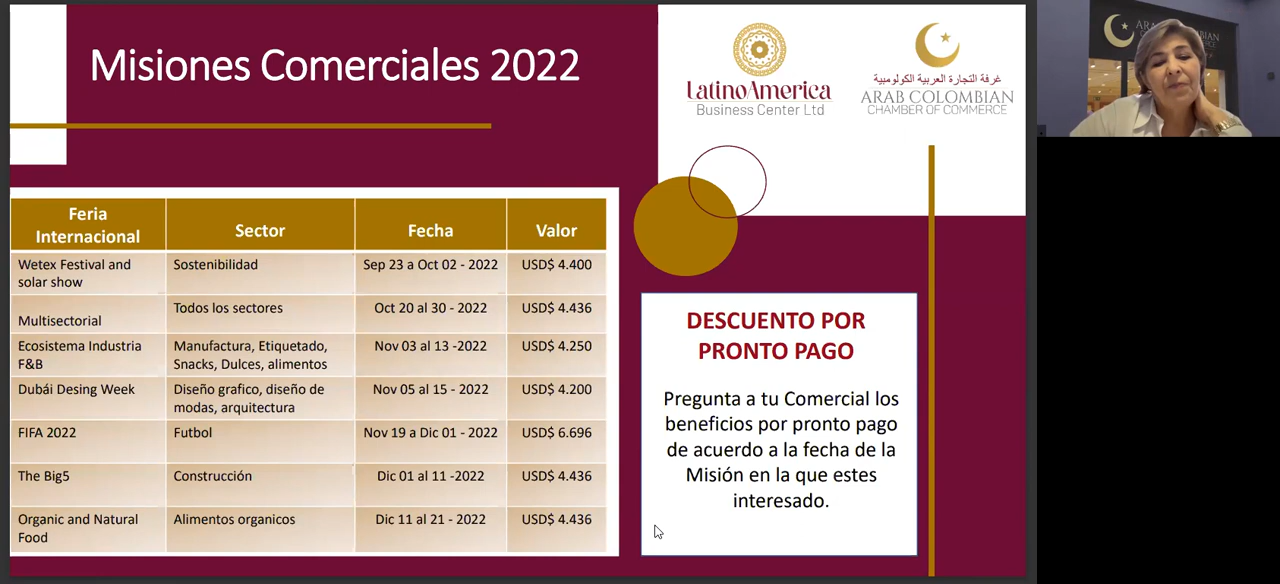 Misiones Comerciales 2022
LatinoAmerica
Business Center Ltd
غرفة التجارة العربية الكولومبية
ARAB COLOMBIAN
CHAMBER OF COMMERCE
Feria
Internacional
Sector
Fecha
Valor
Wetex Festival and
solar show
Sostenibilidad
Sep 23 a Oct 02 - 2022
USD$ 4.400
Multisectorial
Todos los sectores
Oct 20 al 30 - 2022
USD$ 4.436
Ecosistema Industria
F&B
Manufactura, Etiquetado,
Snacks, Dulces, alimentos
Nov 03 al 13 -2022
USD$ 4.250
Dubái Desing Week
Diseño grafico, diseño de
modas, arquitectura
Nov 05 al 15 - 2022
USD$ 4.200
FIFA 2022
Futbol
Nov 19 a Dic 01 - 2022
USD$ 6.696
The Big5
Construcción
Dic 01 al 11 -2022
USD$ 4.436
Organic and Natural
Food
Alimentos organicos
Dic 11 al 21 - 2022
USD$ 4.436
DESCUENTO POR
PRONTO PAGO
Pregunta a tu Comercial los
beneficios por pronto pago
de acuerdo a la fecha de la
Misión en la que estes
interesado.